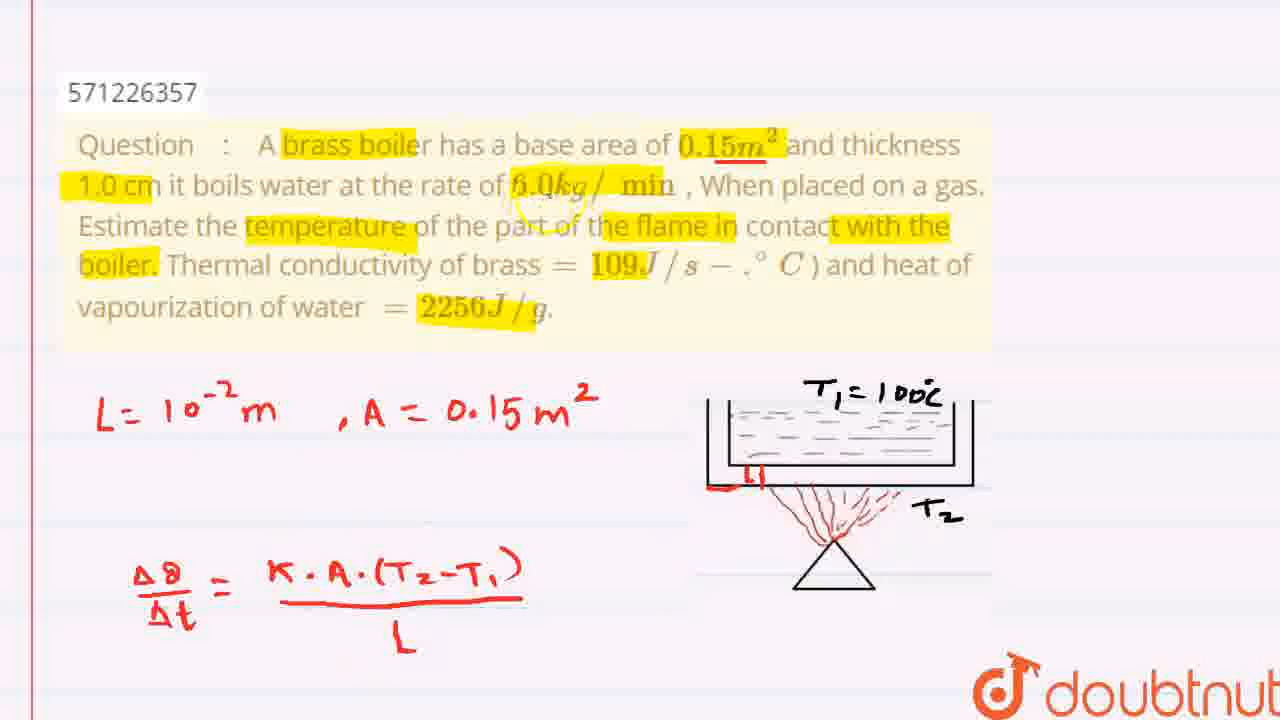 571226357
Question : A brass boiler has a base area of 0.15m² and thickness
1.0 cm it boils water at the rate of 6.0kg/ min , When placed on a gas.
Estimate the temperature of the part of the flame in contact with the
boiler. Thermal conductivity of brass = 109J/s − .° C ) and heat of
vapourization of water = 2256J/g.
L = 10⁻² m , A = 0.15 m²
T₁ = 100°C
T₂
ΔQ/Δt = K · A · (T₂ – T₁) / L
doubtnut